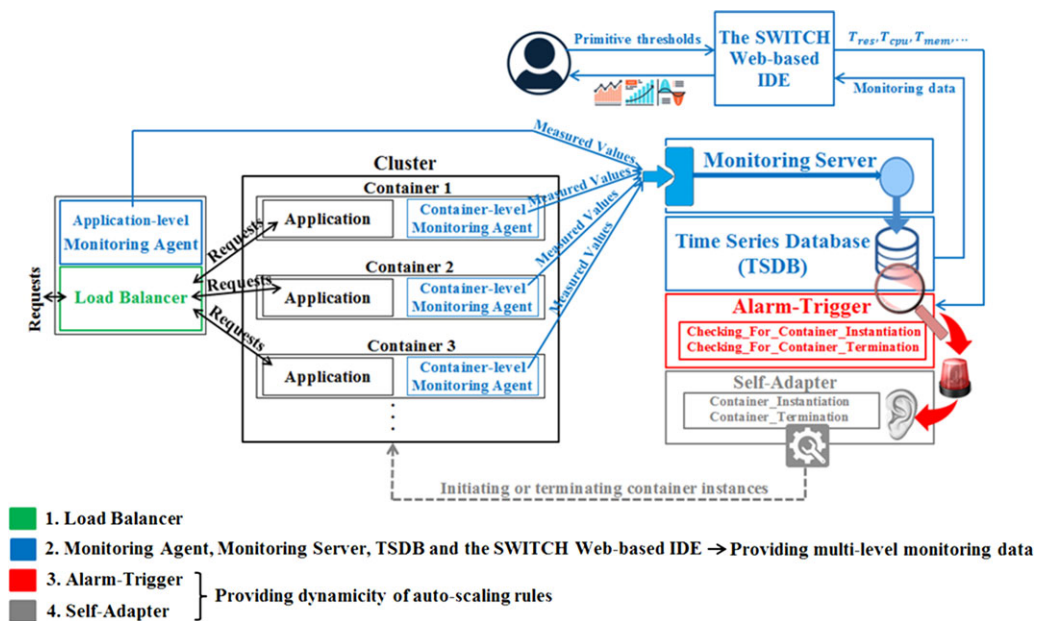 Primitive thresholds
The SWITCH
Web-based
IDE
T_res, T_cpu, T_mem, ...
Monitoring data
Measured Values
Measured Values
Measured Values
Measured Values
Monitoring Server
Time Series Database
(TSDB)
Alarm-Trigger
Checking_For_Container_Instantiation
Checking_For_Container_Termination
Self-Adapter
Container_Instantiation
Container_Termination
Cluster
Container 1
Application
Container-level
Monitoring Agent
Container 2
Application
Container-level
Monitoring Agent
Container 3
Application
Container-level
Monitoring Agent
Application-level
Monitoring Agent
Load Balancer
Requests
Requests
Requests
Requests
Initiating or terminating container instances
1. Load Balancer
2. Monitoring Agent, Monitoring Server, TSDB and the SWITCH Web-based IDE → Providing multi-level monitoring data
3. Alarm-Trigger
4. Self-Adapter
Providing dynamicity of auto-scaling rules